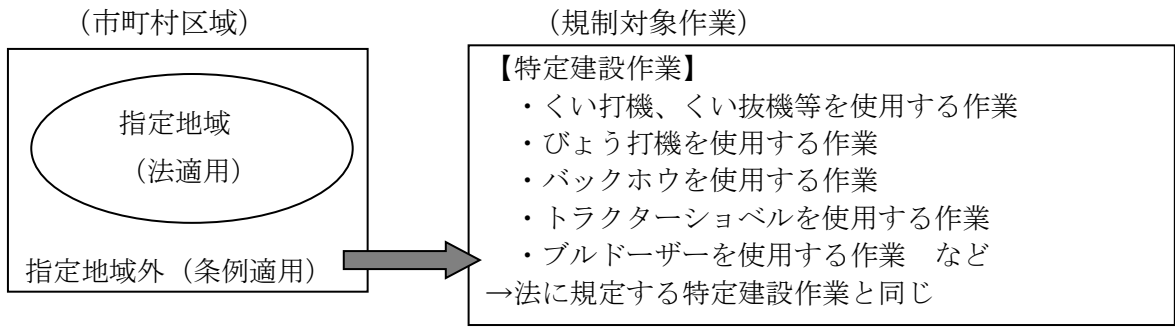 （市町村区域）
指定地域
（法適用）
指定地域外（条例適用）
（規制対象作業）
【特定建設作業】
・くい打機、くい抜機等を使用する作業
・びょう打機を使用する作業
・バックホウを使用する作業
・トラクターショベルを使用する作業
・ブルドーザーを使用する作業　など
→法に規定する特定建設作業と同じ